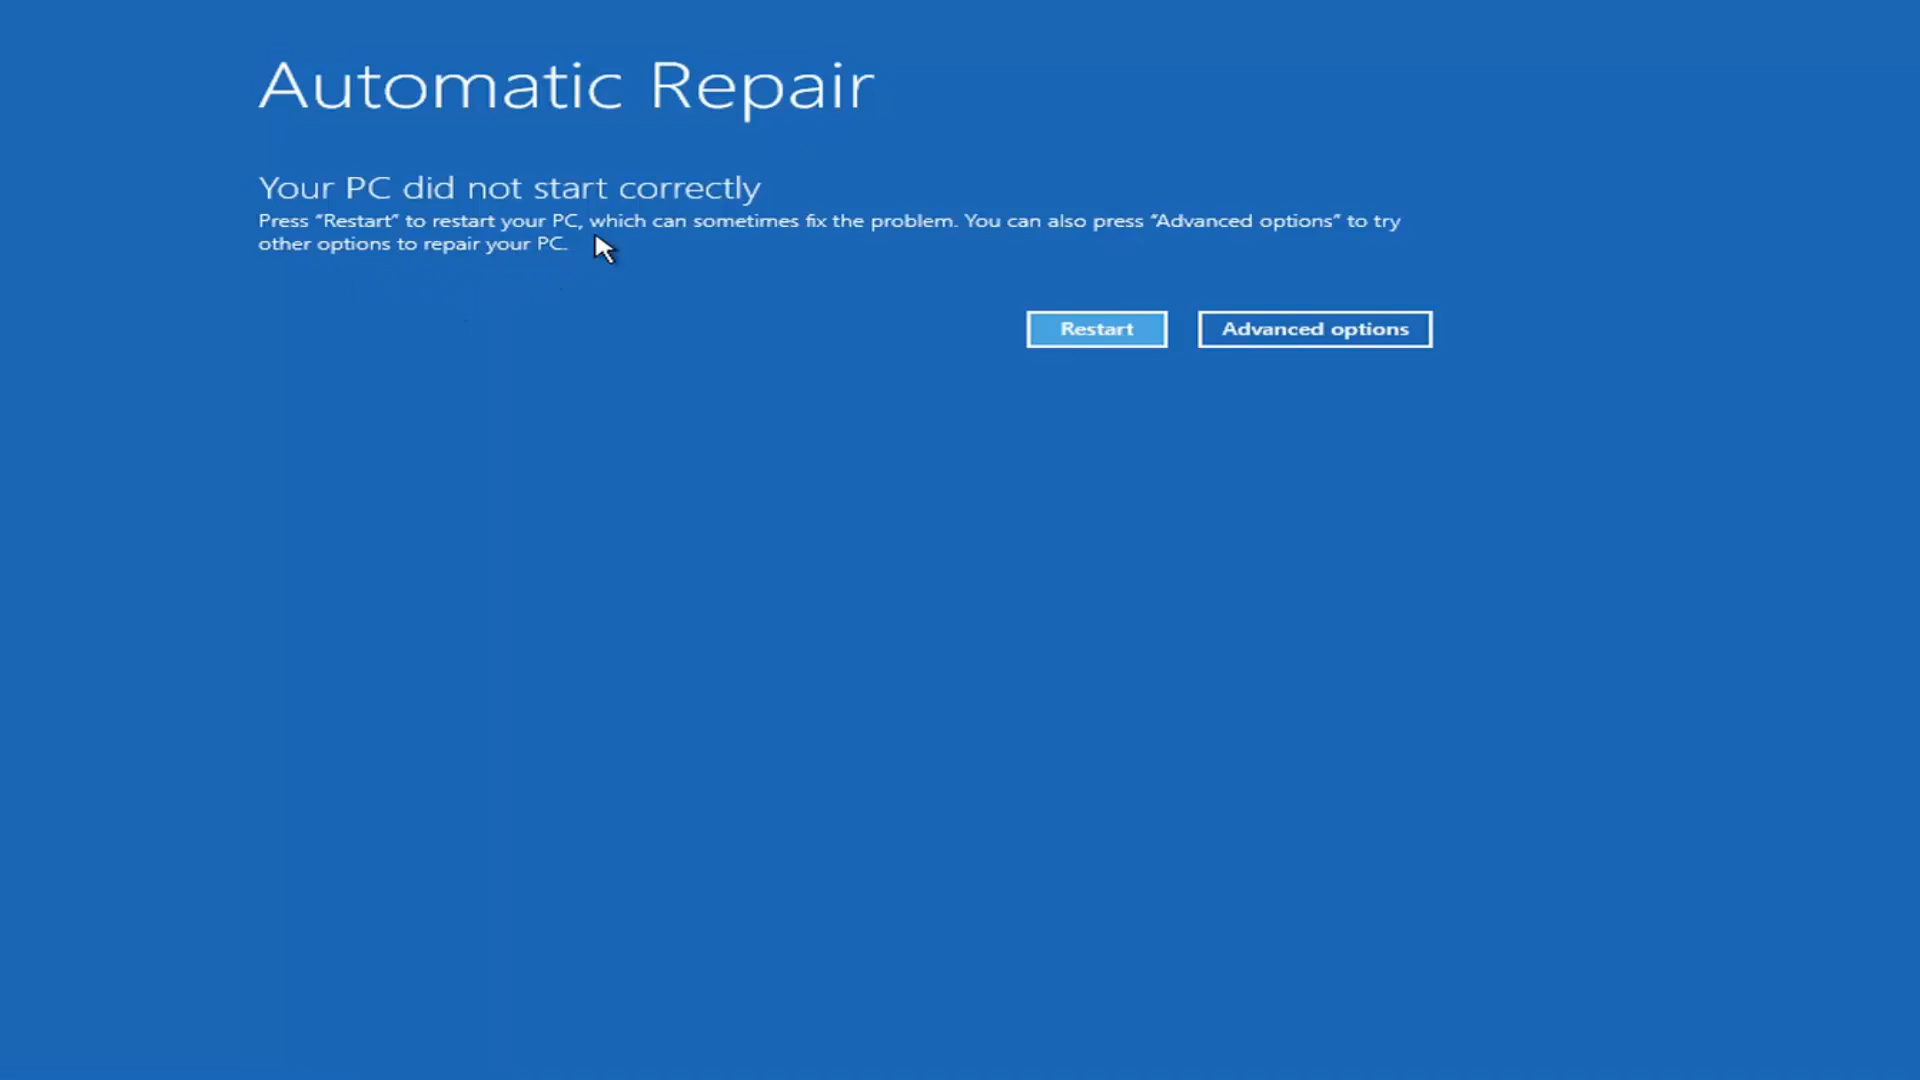 Automatic Repair
Your PC did not start correctly
Press “Restart” to restart your PC, which can sometimes fix the problem. You can also press “Advanced options” to try
other options to repair your PC.
Restart
Advanced options